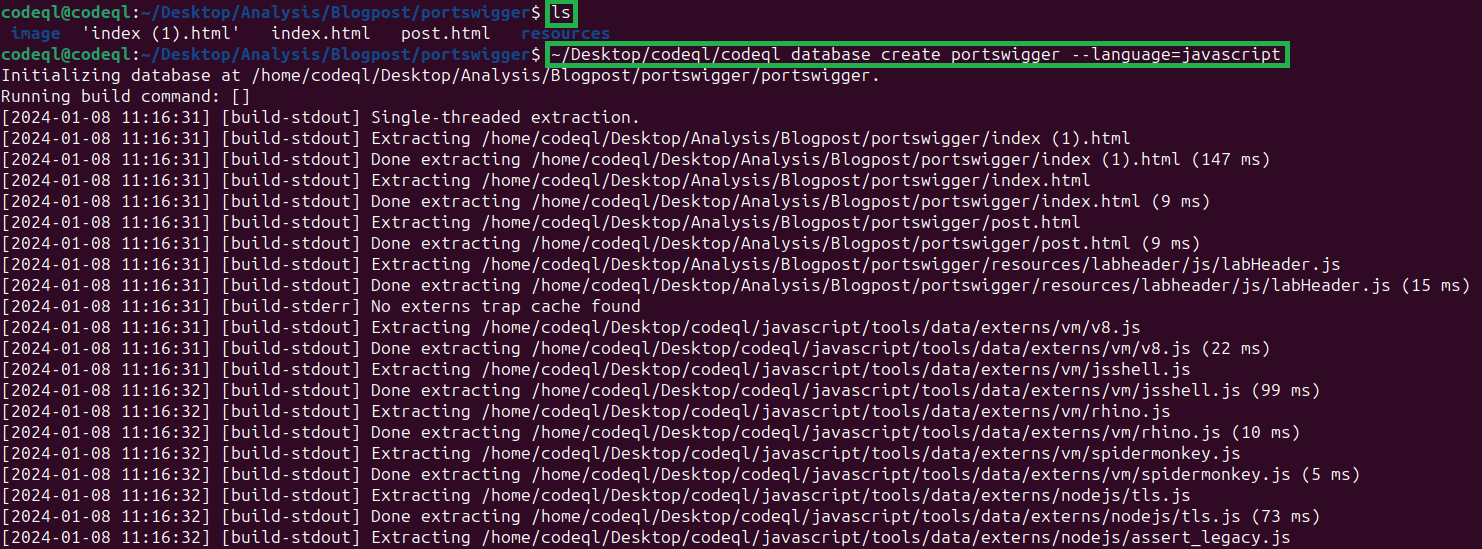 codeql@codeql:~/Desktop/Analysis/Blogpost/portswigger$ ls
image 'index (1).html' index.html post.html resources
codeql@codeql:~/Desktop/Analysis/Blogpost/portswigger$ ~/Desktop/codeql/codeql database create portswigger --language=javascript
Initializing database at /home/codeql/Desktop/Analysis/Blogpost/portswigger/portswigger.
Running build command: []
[2024-01-08 11:16:31] [build-stdout] Single-threaded extraction.
[2024-01-08 11:16:31] [build-stdout] Extracting /home/codeql/Desktop/Analysis/Blogpost/portswigger/index (1).html
[2024-01-08 11:16:31] [build-stdout] Done extracting /home/codeql/Desktop/Analysis/Blogpost/portswigger/index (1).html (147 ms)
[2024-01-08 11:16:31] [build-stdout] Extracting /home/codeql/Desktop/Analysis/Blogpost/portswigger/index.html
[2024-01-08 11:16:31] [build-stdout] Done extracting /home/codeql/Desktop/Analysis/Blogpost/portswigger/index.html (9 ms)
[2024-01-08 11:16:31] [build-stdout] Extracting /home/codeql/Desktop/Analysis/Blogpost/portswigger/post.html
[2024-01-08 11:16:31] [build-stdout] Done extracting /home/codeql/Desktop/Analysis/Blogpost/portswigger/post.html (9 ms)
[2024-01-08 11:16:31] [build-stdout] Extracting /home/codeql/Desktop/Analysis/Blogpost/portswigger/resources/labheader/js/labHeader.js
[2024-01-08 11:16:31] [build-stdout] Done extracting /home/codeql/Desktop/Analysis/Blogpost/portswigger/resources/labheader/js/labHeader.js (15 ms)
[2024-01-08 11:16:31] [build-stderr] No externs trap cache found
[2024-01-08 11:16:31] [build-stdout] Extracting /home/codeql/Desktop/codeql/javascript/tools/data/externs/vm/v8.js
[2024-01-08 11:16:31] [build-stdout] Done extracting /home/codeql/Desktop/codeql/javascript/tools/data/externs/vm/v8.js (22 ms)
[2024-01-08 11:16:31] [build-stdout] Extracting /home/codeql/Desktop/codeql/javascript/tools/data/externs/vm/jsshell.js
[2024-01-08 11:16:32] [build-stdout] Done extracting /home/codeql/Desktop/codeql/javascript/tools/data/externs/vm/jsshell.js (99 ms)
[2024-01-08 11:16:32] [build-stdout] Extracting /home/codeql/Desktop/codeql/javascript/tools/data/externs/vm/rhino.js
[2024-01-08 11:16:32] [build-stdout] Done extracting /home/codeql/Desktop/codeql/javascript/tools/data/externs/vm/rhino.js (10 ms)
[2024-01-08 11:16:32] [build-stdout] Extracting /home/codeql/Desktop/codeql/javascript/tools/data/externs/vm/spidermonkey.js
[2024-01-08 11:16:32] [build-stdout] Done extracting /home/codeql/Desktop/codeql/javascript/tools/data/externs/vm/spidermonkey.js (5 ms)
[2024-01-08 11:16:32] [build-stdout] Extracting /home/codeql/Desktop/codeql/javascript/tools/data/externs/nodejs/tls.js
[2024-01-08 11:16:32] [build-stdout] Done extracting /home/codeql/Desktop/codeql/javascript/tools/data/externs/nodejs/tls.js (73 ms)
[2024-01-08 11:16:32] [build-stdout] Extracting /home/codeql/Desktop/codeql/javascript/tools/data/externs/nodejs/assert_legacy.js